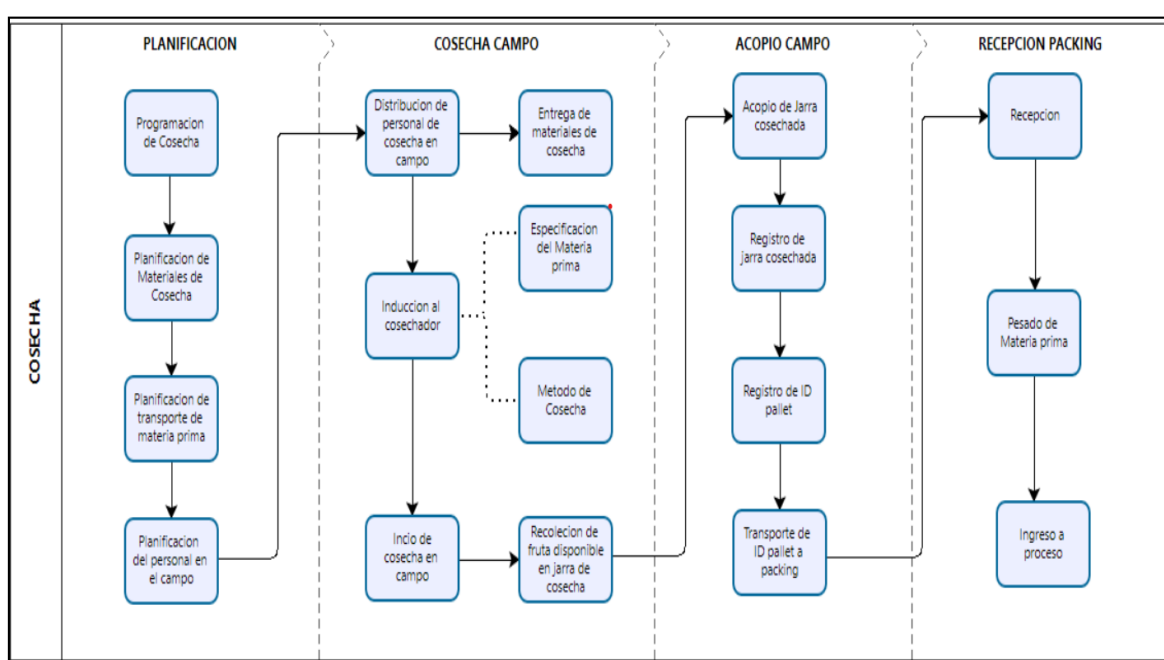 COSECHA
PLANIFICACION
Programacion
de Cosecha
Planificacion de
Materiales de
Cosecha
Planificacion de
transporte de
materia prima
Planificacion
del personal en
el campo
COSECHA CAMPO
Distribucion de
personal de
cosecha en
campo
Entrega de
materiales de
cosecha
Especificacion
del Materia
prima
Induccion al
cosechador
Metodo de
Cosecha
Incio de
cosecha en
campo
Recolecion de
fruta disponible
en jarra de
cosecha
ACOPIO CAMPO
Acopio de Jarra
cosechada
Registro de
jarra cosechada
Registro de ID
pallet
Transporte de
ID pallet a
packing
RECEPCION PACKING
Recepcion
Pesado de
Materia prima
Ingreso a
proceso